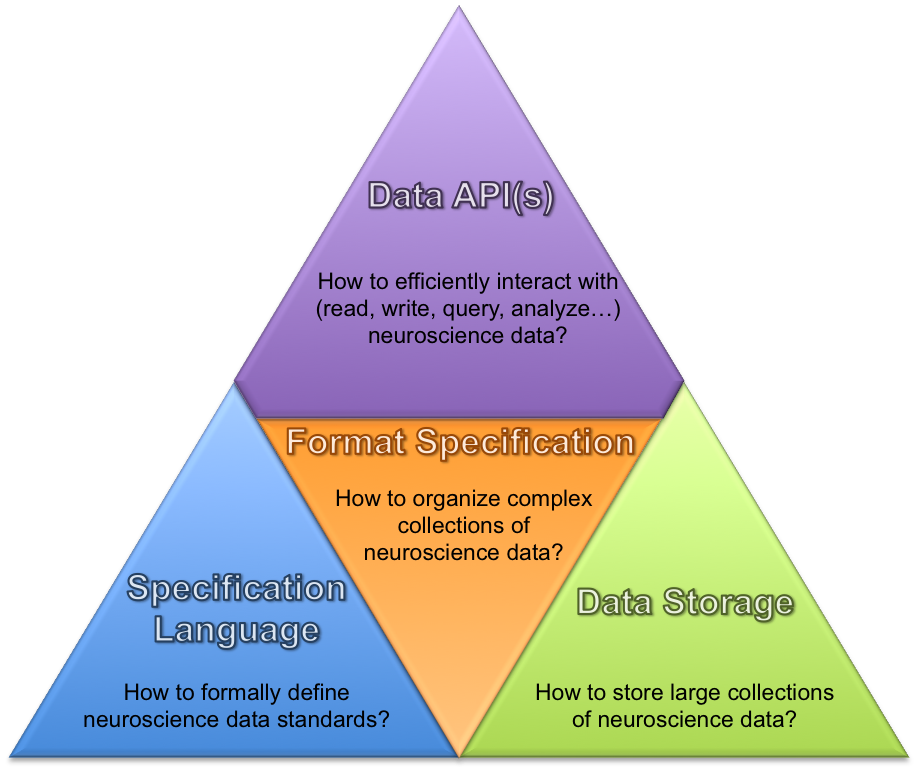 Data API(s)
How to efficiently interact with
(read, write, query, analyze…)
neuroscience data?
Format Specification
How to organize complex
collections of
neuroscience data?
Specification
Language
How to formally define
neuroscience data standards?
Data Storage
How to store large collections
of neuroscience data?